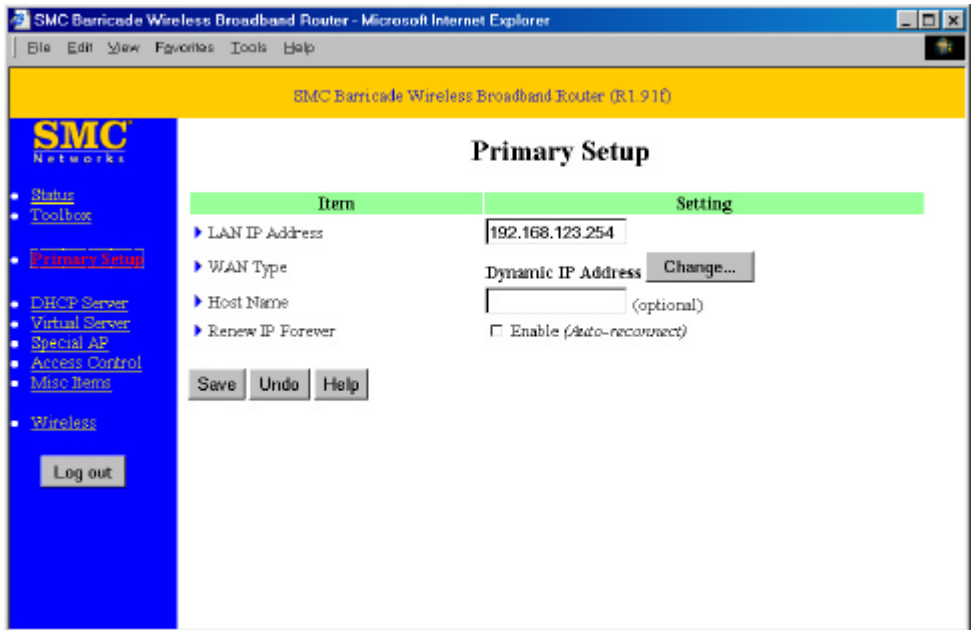 SMC Barricade Wireless Broadband Router - Microsoft Internet Explorer
File Edit View Favorites Tools Help
SMC Barricade Wireless Broadband Router (R1.91f)
SMC
Networks
Status
Toolbox
Primary Setup
DHCP Server
Virtual Server
Special AP
Access Control
Misc Items
Wireless
Log out
Primary Setup
Item Setting
LAN IP Address 192.168.123.254
WAN Type Dynamic IP Address Change...
Host Name (optional)
Renew IP Forever Enable (Auto-reconnect)
Save Undo Help